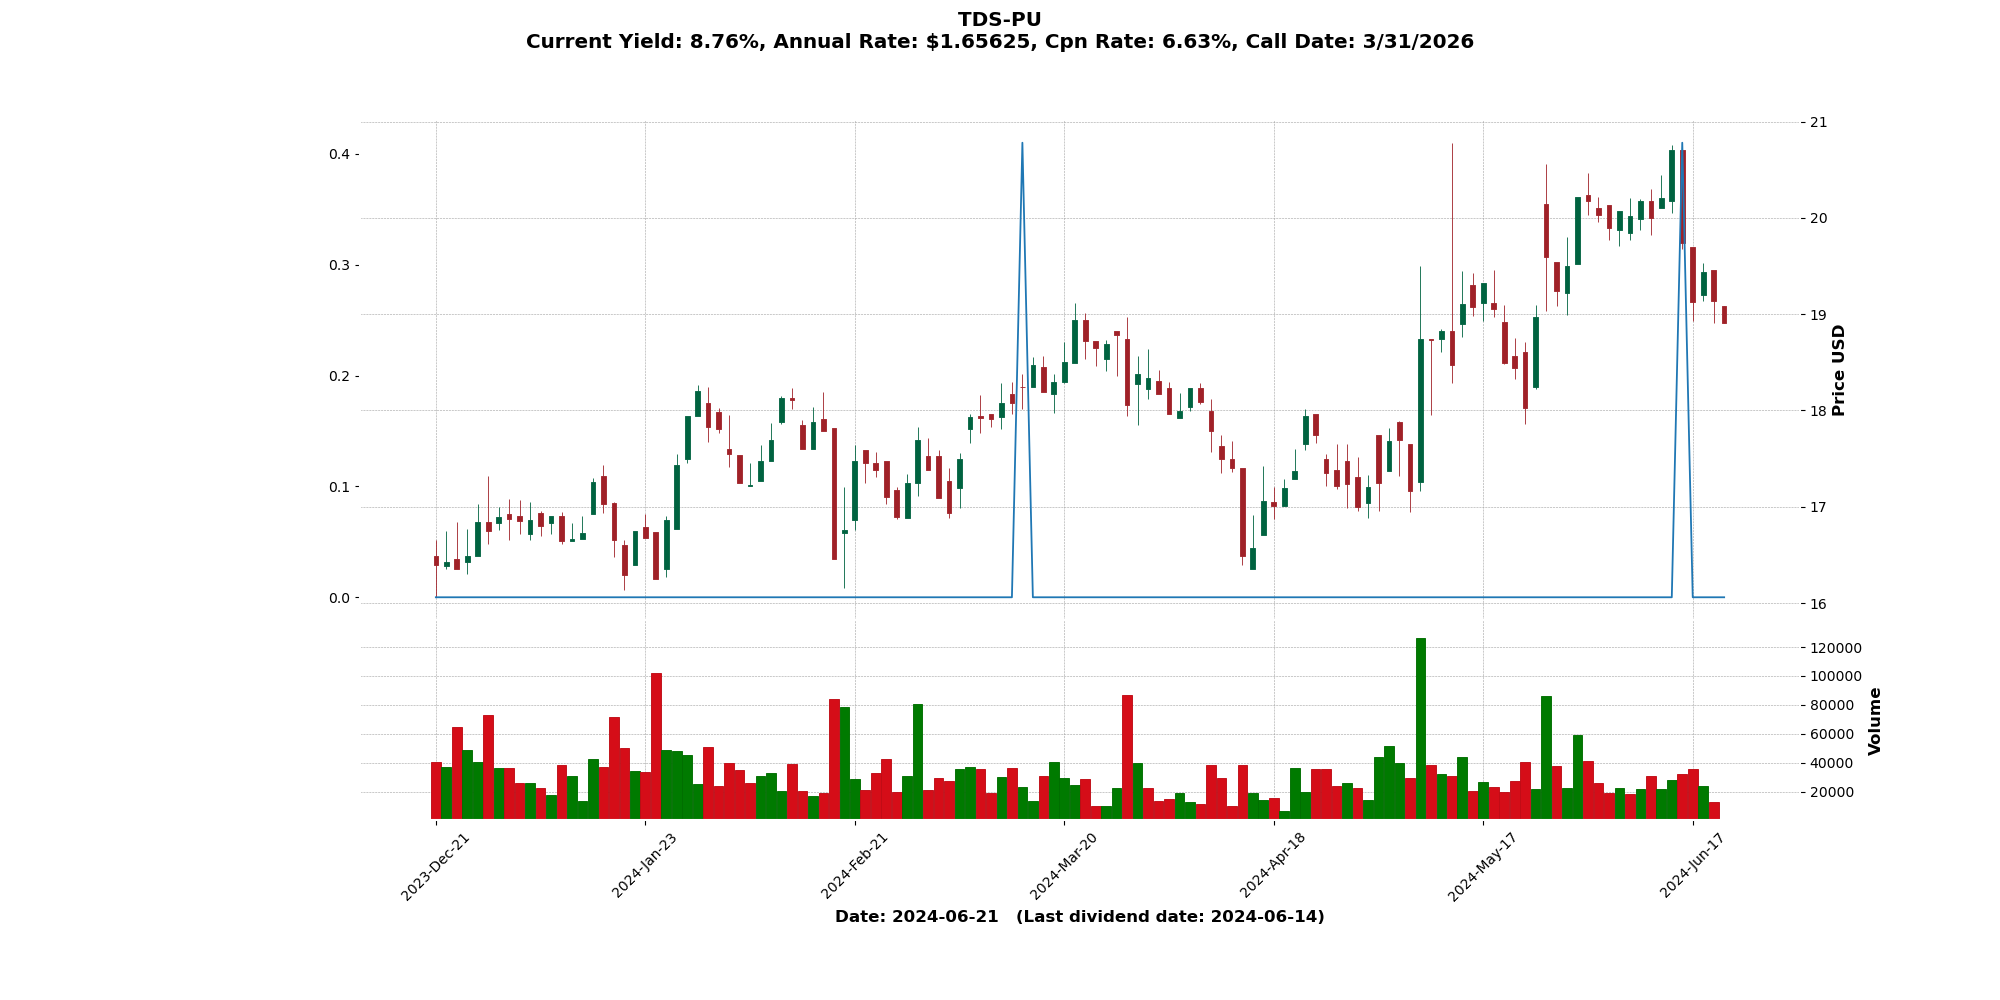 TDS-PU
Current Yield: 8.76%, Annual Rate: $1.65625, Cpn Rate: 6.63%, Call Date: 3/31/2026
0.4
0.3
0.2
0.1
0.0
21
20
19
18
17
16
Price USD
120000
100000
80000
60000
40000
20000
Volume
2023-Dec-21
2024-Jan-23
2024-Feb-21
2024-Mar-20
2024-Apr-18
2024-May-17
2024-Jun-17
Date: 2024-06-21 (Last dividend date: 2024-06-14)